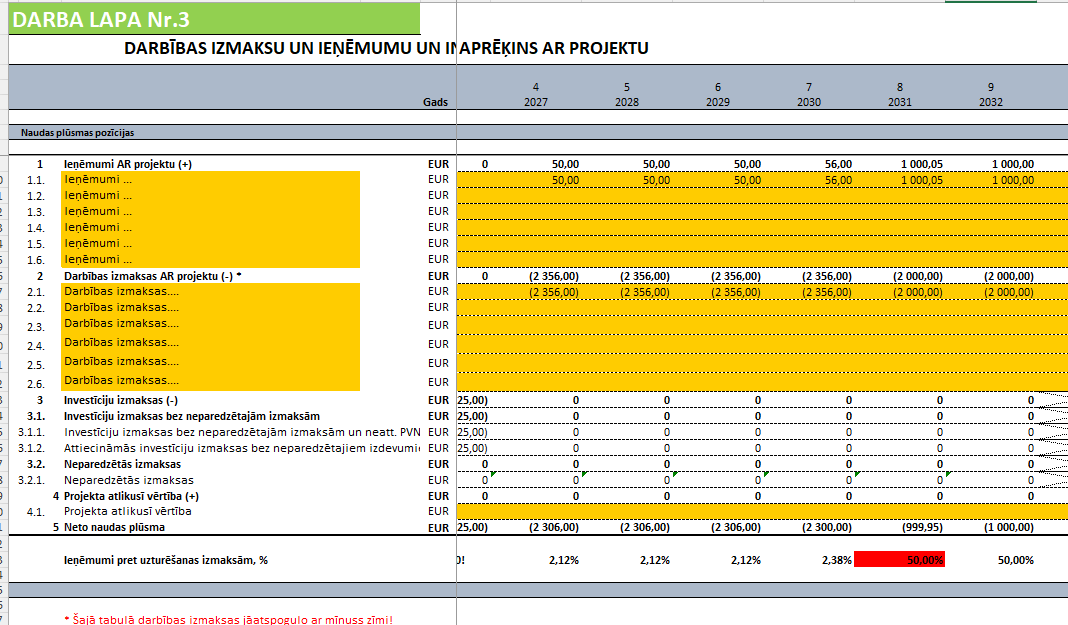 DARBA LAPA Nr.3
DARBĪBAS IZMAKSU UN IEŅĒMUMU UN INAPRĒĶINS AR PROJEKTU
4 5 6 7 8 9
Gads 2027 2028 2029 2030 2031 2032
Naudas plūsmas pozīcijas
1 Ieņēmumi AR projektu (+) EUR 0 50,00 50,00 50,00 56,00 1 000,05 1 000,00
1.1. Ieņēmumi ... EUR 50,00 50,00 50,00 56,00 1 000,05 1 000,00
1.2. Ieņēmumi ... EUR
1.3. Ieņēmumi ... EUR
1.4. Ieņēmumi ... EUR
1.5. Ieņēmumi ... EUR
1.6. Ieņēmumi ... EUR
2 Darbības izmaksas AR projektu (-) * EUR 0 (2 356,00) (2 356,00) (2 356,00) (2 356,00) (2 000,00) (2 000,00)
2.1. Darbības izmaksas.... EUR (2 356,00) (2 356,00) (2 356,00) (2 356,00) (2 000,00) (2 000,00)
2.2. Darbības izmaksas.... EUR
2.3. Darbības izmaksas.... EUR
2.4. Darbības izmaksas.... EUR
2.5. Darbības izmaksas.... EUR
2.6. Darbības izmaksas.... EUR
3 Investīciju izmaksas (-) EUR 25,00) 0 0 0 0 0 0
3.1. Investīciju izmaksas bez neparedzētajām izmaksām EUR 25,00) 0 0 0 0 0 0
3.1.1. Investīciju izmaksas bez neparedzētajām izmaksām un neatt. PVN EUR 25,00) 0 0 0 0 0 0
3.1.2. Attiecināmās investīciju izmaksas bez neparedzētajiem izdevumi EUR 25,00) 0 0 0 0 0 0
3.2. Neparedzētās izmaksas EUR 0 0 0 0 0 0 0
3.2.1. Neparedzētās izmaksas EUR 0 0 0 0 0 0 0
4 Projekta atlikusī vērtība (+) EUR 0 0 0 0 0 0 0
4.1. Projekta atlikusī vērtība EUR
5 Neto naudas plūsma EUR 25,00) (2 306,00) (2 306,00) (2 306,00) (2 300,00) (999,95) (1 000,00)
Ieņēmumi pret uzturēšanas izmaksām, % 0! 2,12% 2,12% 2,12% 2,38% 50,00% 50,00%
* Šajā tabulā darbības izmaksas jāatspoguļo ar mīnuss zīmi!